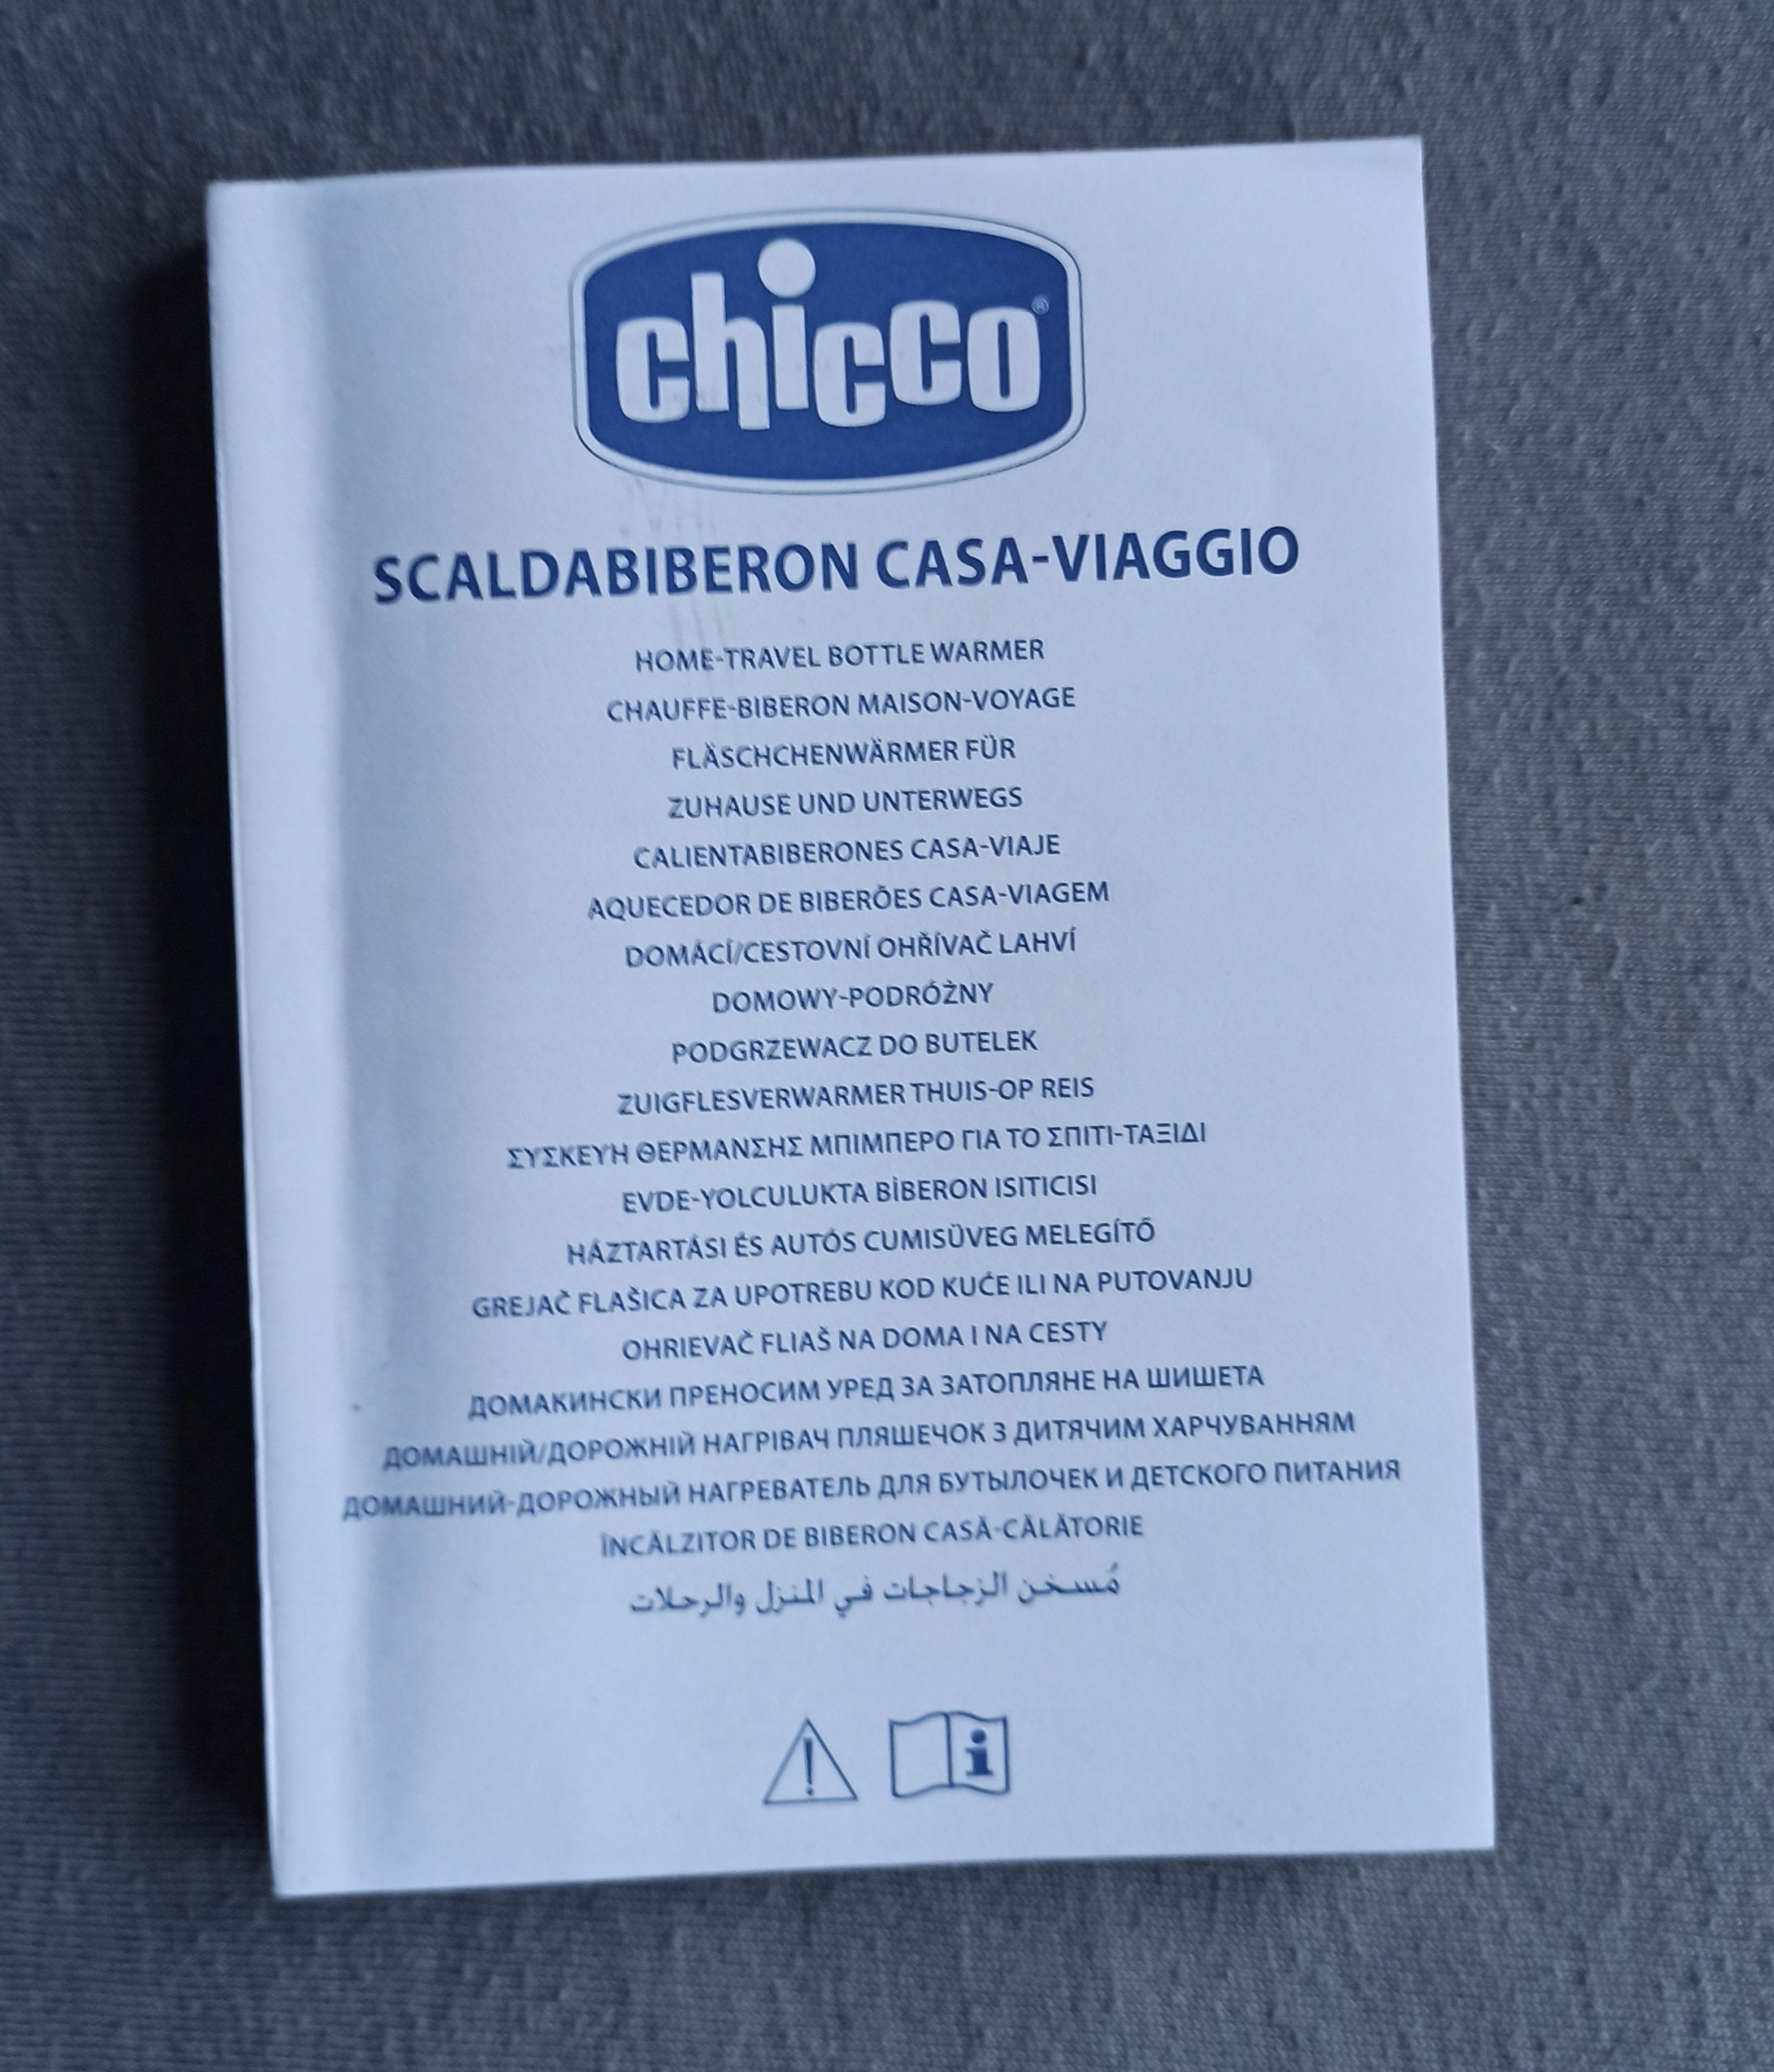 chicco®
SCALDABIBERON CASA-VIAGGIO
HOME-TRAVEL BOTTLE WARMER
CHAUFFE-BIBERON MAISON-VOYAGE
FLÄSCHCHENWÄRMER FÜR
ZUHAUSE UND UNTERWEGS
CALIENTABIBERONES CASA-VIAJE
AQUECEDOR DE BIBERÕES CASA-VIAGEM
DOMÁCÍ/CESTOVNÍ OHŘÍVAČ LAHVÍ
DOMOWY-PODRÓŻNY
PODGRZEWACZ DO BUTELEK
ZUIGFLESVERWARMER THUIS-OP REIS
ΣΥΣΚΕΥΗ ΘΕΡΜΑΝΣΗΣ ΜΠΙΜΠΕΡΟ ΓΙΑ ΤΟ ΣΠΙΤΙ-ΤΑΞΙΔΙ
EVDE-YOLCULUKTA BİBERON ISITICISI
HÁZTARTÁSI ÉS AUTÓS CUMISÜVEG MELEGÍTŐ
GREJAČ FLAŠICA ZA UPOTREBU KOD KUĆE ILI NA PUTOVANJU
OHRIEVAČ FLIAŠ NA DOMA I NA CESTY
ДОМАКИНСКИ ПРЕНОСИМ УРЕД ЗА ЗАТОПЛЯНЕ НА ШИШЕТА
ДОМАШНІЙ/ДОРОЖНІЙ НАГРІВАЧ ПЛЯШЕЧОК З ДИТЯЧИМ ХАРЧУВАННЯМ
ДОМАШНИЙ-ДОРОЖНЫЙ НАГРЕВАТЕЛЬ ДЛЯ БУТЫЛОЧЕК И ДЕТСКОГО ПИТАНИЯ
ÎNCĂLZITOR DE BIBERON CASĂ-CĂLĂTORIE
مُسخن الزجاجات في المنزل والرحلات